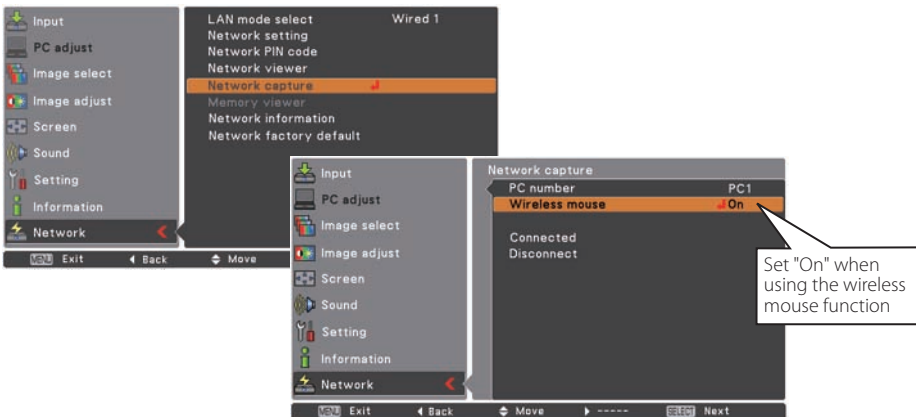 Input
PC adjust
Image select
Image adjust
Screen
Sound
Setting
Information
Network
LAN mode select Wired 1
Network setting
Network PIN code
Network viewer
Network capture
Memory viewer
Network information
Network factory default
MENU Exit Back Move
Input
PC adjust
Image select
Image adjust
Screen
Sound
Setting
Information
Network
Network capture
PC number PC1
Wireless mouse On
Connected
Disconnect
MENU Exit Back Move ----- SELECT Next
Set "On" when
using the wireless
mouse function